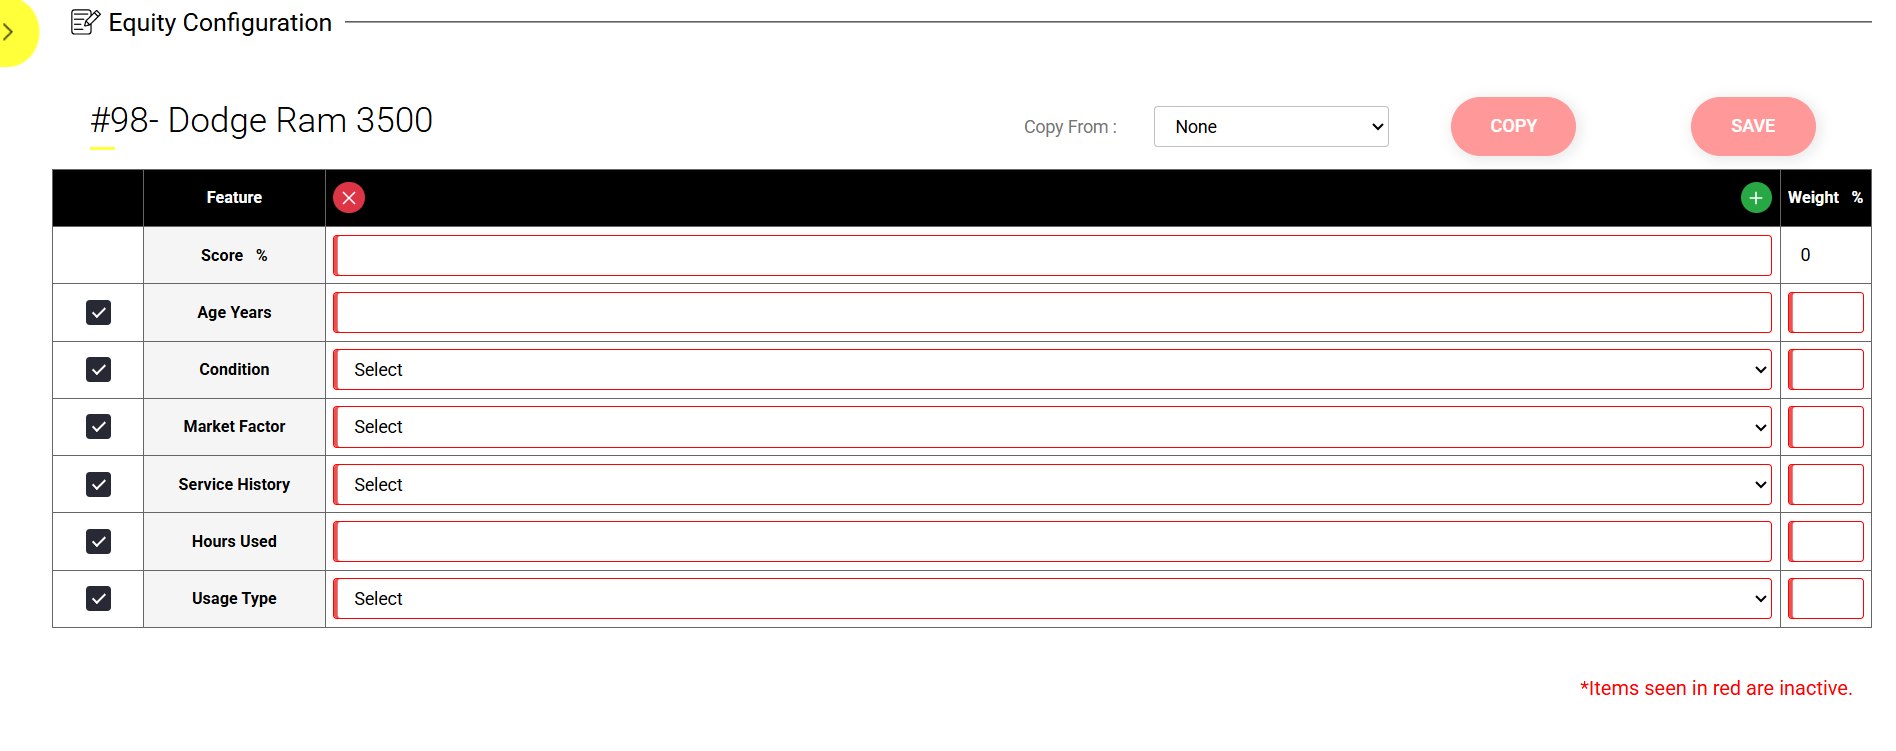 Equity Configuration
#98- Dodge Ram 3500
Copy From :
None
COPY
SAVE
Feature
Weight %
Score %
0
Age Years
Condition
Select
Market Factor
Select
Service History
Select
Hours Used
Usage Type
Select
*Items seen in red are inactive.